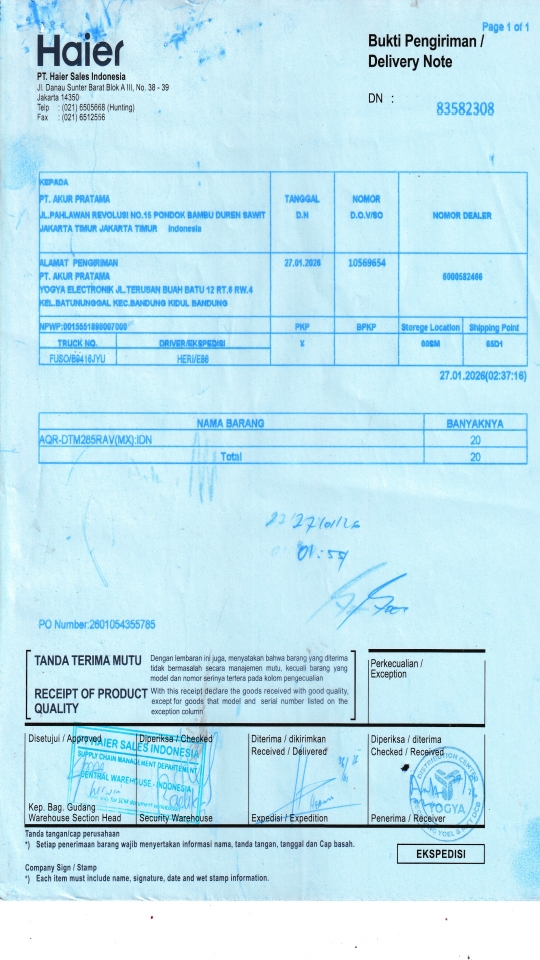 Page 1 of 1
Haier
PT. Haier Sales Indonesia
Jl. Danau Sunter Barat Blok A III, No. 38 - 39
Jakarta 14350
Telp : (021) 6505668 (Hunting)
Fax : (021) 6512556
Bukti Pengiriman /
Delivery Note
DN : 83582308
KEPADA
PT. AKUR PRATAMA
JL.PAHLAWAN REVOLUSI NO.15 PONDOK BAMBU DUREN SAWIT
JAKARTA TIMUR JAKARTA TIMUR Indonesia
TANGGAL
D.N
NOMOR
D.O.V/SO
NOMOR DEALER
ALAMAT PENGIRIMAN
PT. AKUR PRATAMA
YOGYA ELECTRONIK JL.TERUSAN BUAH BATU 12 RT.6 RW.4
KEL.BATUNUNGGAL KEC.BANDUNG KIDUL BANDUNG
27.01.2026
10569654
NPWP:
PKP
BPKP
Storege Location
Shipping Point
TRUCK NO.
DRIVER/EKSPEDISI
X
FUSO/B9416JYU
HERI/E86
27.01.2026(02:37:16)
NAMA BARANG
BANYAKNYA
AQR-DTM285RAV(MX):IDN
20
Total
20
27/01/26
01:59
PO Number:2601054355785
TANDA TERIMA MUTU
Dengan lembaran ini juga, menyatakan bahwa barang yang diterima
tidak bermasalah secara manajemen mutu, kecuali barang yang
model dan nomor serinya tertera pada kolom pengecualian
RECEIPT OF PRODUCT
QUALITY
With this receipt declare the goods received with good quality,
except for goods that model and serial number listed on the
exception column
Perkecualian /
Exception
Disetujui / Approved
Diperiksa / Checked
Diterima / dikirimkan
Received / Delivered
Diperiksa / diterima
Checked / Received
PT HAIER SALES INDONESIA
SUPPLY CHAIN MANAGEMENT DEPARTEMENT
CENTRAL WAREHOUSE - INDONESIA
DISTRIBUTION CENTER
YOGYA
Kep. Bag. Gudang
Warehouse Section Head
Security Warehouse
Expedisi / Expedition
Penerima / Receiver
Tanda tangan/cap perusahaan
*) Setiap penerimaan barang wajib menyertakan informasi nama, tanda tangan, tanggal dan Cap basah.
EKSPEDISI
Company Sign / Stamp
*) Each item must include name, signature, date and wet stamp information.